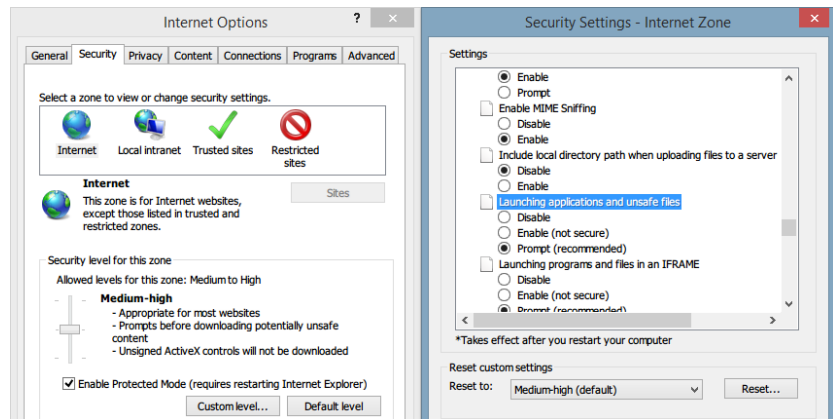 Internet Options
?
General Security Privacy Content Connections Programs Advanced
Select a zone to view or change security settings.
Internet
Local intranet
Trusted sites
Restricted
sites
Internet
This zone is for Internet websites,
except those listed in trusted and
restricted zones.
Sites
Security level for this zone
Allowed levels for this zone: Medium to High
Medium-high
- Appropriate for most websites
- Prompts before downloading potentially unsafe
content
- Unsigned ActiveX controls will not be downloaded
Enable Protected Mode (requires restarting Internet Explorer)
Custom level...
Default level
Security Settings - Internet Zone
Settings
Enable
Prompt
Enable MIME Sniffing
Disable
Enable
Include local directory path when uploading files to a server
Disable
Enable
Launching applications and unsafe files
Disable
Enable (not secure)
Prompt (recommended)
Launching programs and files in an IFRAME
Disable
Enable (not secure)
Prompt (recommended)
*Takes effect after you restart your computer
Reset custom settings
Reset to:
Medium-high (default)
Reset...